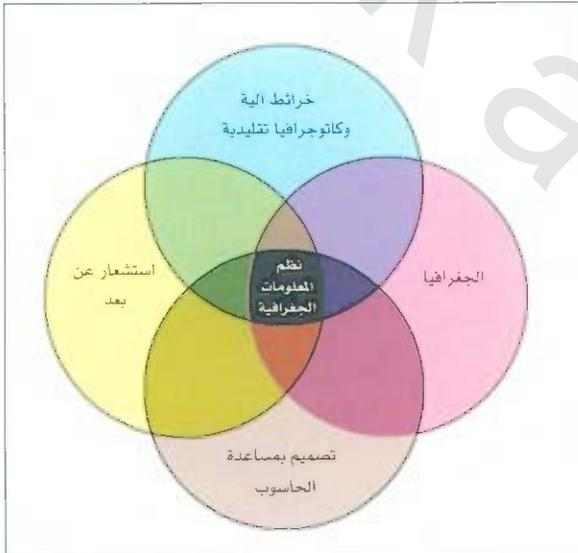 خرائط الية
وكاتوجرافيا تقليدية
استشعار عن
بعد
نظم
المعلومات
الجغرافية
الجغرافيا
تصميم بمساعدة
الحاسوب